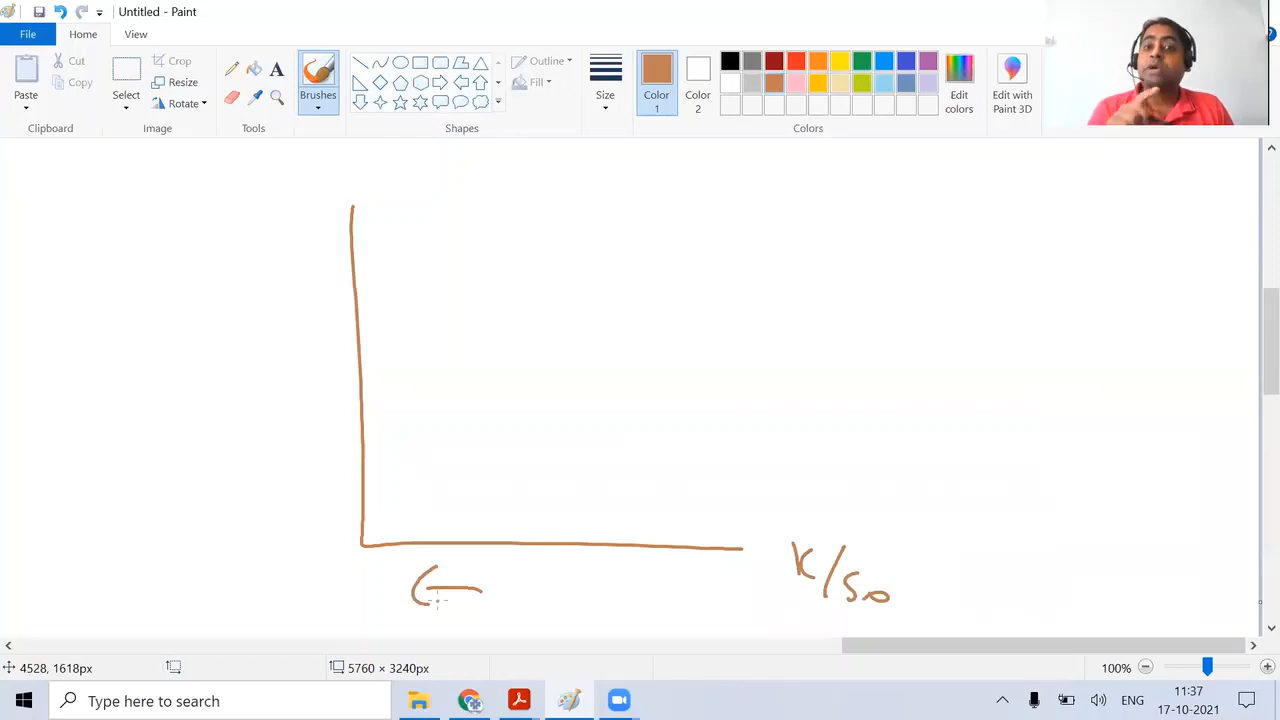 Untitled - Paint
File Home View
Paste
Cut
Copy
Clipboard
Select
Crop
Resize
Rotate
Image
Tools
Brushes
Outline
Fill
Shapes
Size
Color 1
Color 2
Edit colors
Colors
Edit with Paint 3D
K/S₀
4528, 1618px
5760 × 3240px
100%
Type here to search
ENG
11:37
17-10-2021